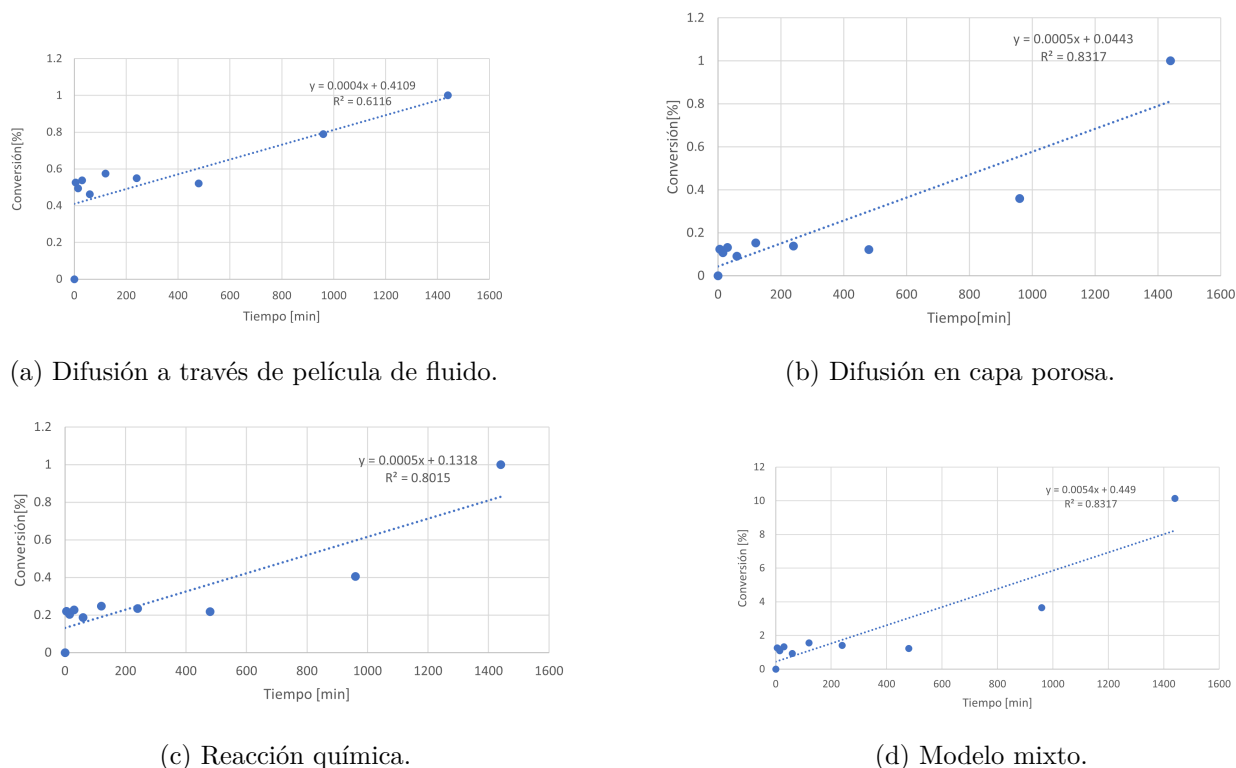 1.2
1
0.8
0.6
0.4
0.2
0
Conversión[%]
y = 0.0004x + 0.4109
R² = 0.6116
0 200 400 600 800 1000 1200 1400 1600
Tiempo [min]
(a) Difusión a través de película de fluido.
1.2
1
0.8
0.6
0.4
0.2
0
Conversión[%]
y = 0.0005x + 0.0443
R² = 0.8317
0 200 400 600 800 1000 1200 1400 1600
Tiempo[min]
(b) Difusión en capa porosa.
1.2
1
0.8
0.6
0.4
0.2
0
Conversión[%]
y = 0.0005x + 0.1318
R² = 0.8015
0 200 400 600 800 1000 1200 1400 1600
Tiempo [min]
(c) Reacción química.
12
10
8
6
4
2
0
Conversión [%]
y = 0.0054x + 0.449
R² = 0.8317
0 200 400 600 800 1000 1200 1400 1600
Tiempo [min]
(d) Modelo mixto.